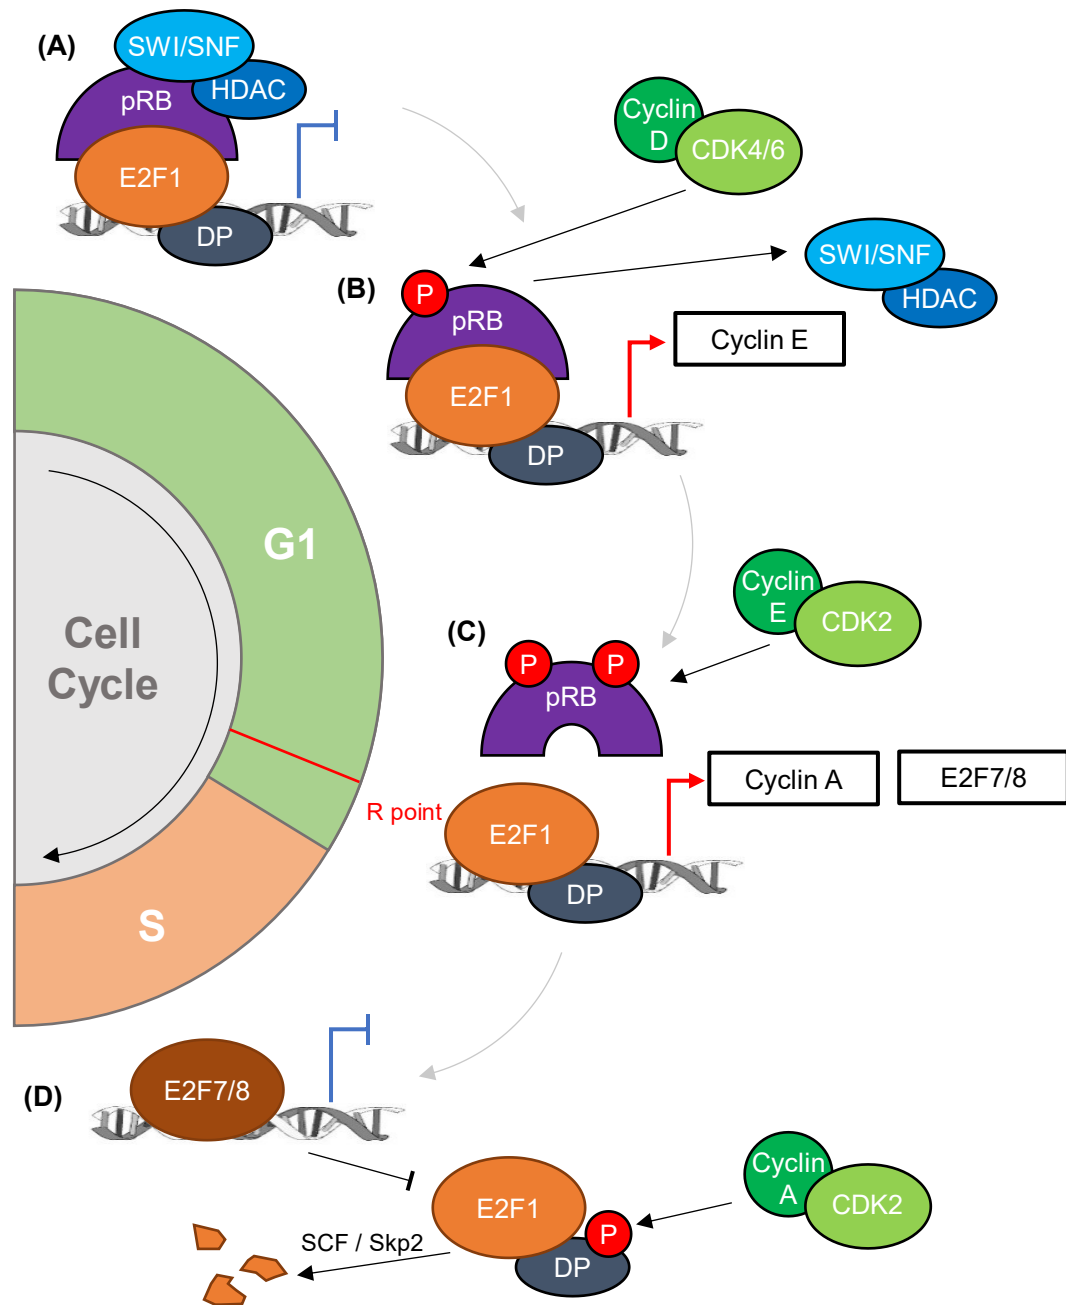 (A)
SWI/SNF
HDAC
pRB
E2F1
DP
Cyclin
D
CDK4/6
SWI/SNF
HDAC
(B)
P
pRB
Cyclin E
E2F1
DP
G1
Cell
Cycle
R point
S
Cyclin
E
CDK2
(C)
P
P
pRB
Cyclin A
E2F7/8
E2F1
DP
(D)
E2F7/8
Cyclin
A
CDK2
E2F1
P
DP
SCF / Skp2